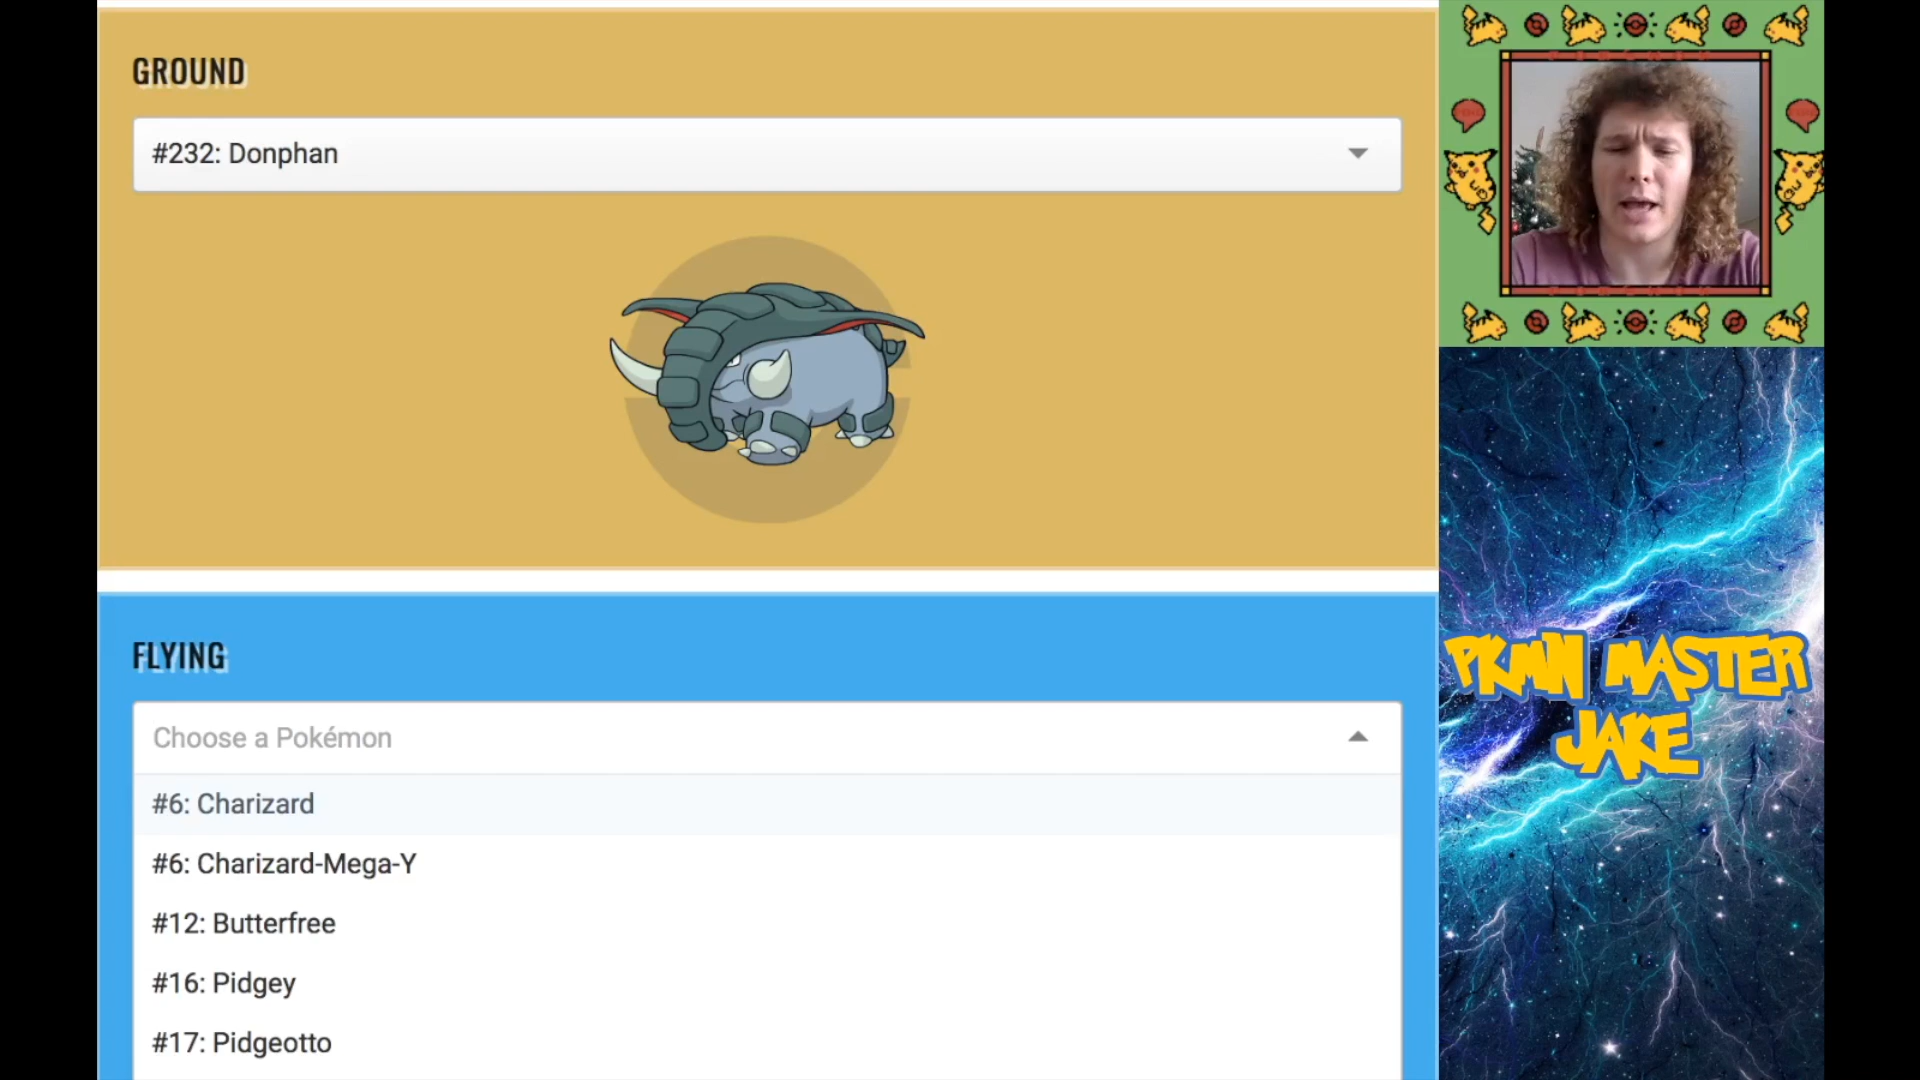 GROUND
#232: Donphan
FLYING
Choose a Pokémon
#6: Charizard
#6: Charizard-Mega-Y
#12: Butterfree
#16: Pidgey
#17: Pidgeotto
PKMN MASTER
JAKE